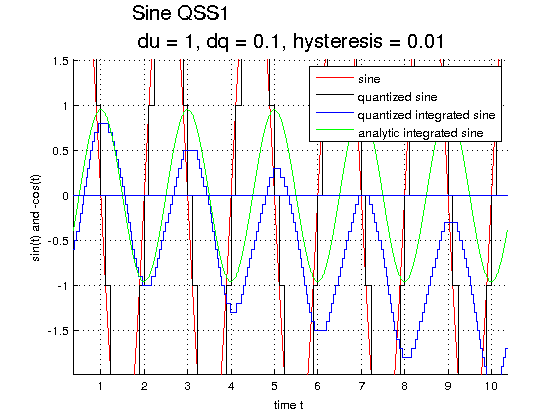 Sine QSS1
du = 1, dq = 0.1, hysteresis = 0.01
sine
quantized sine
quantized integrated sine
analytic integrated sine
sin(t) and -cos(t)
1.5
1
0.5
0
-0.5
-1
-1.5
1 2 3 4 5 6 7 8 9 10
time t